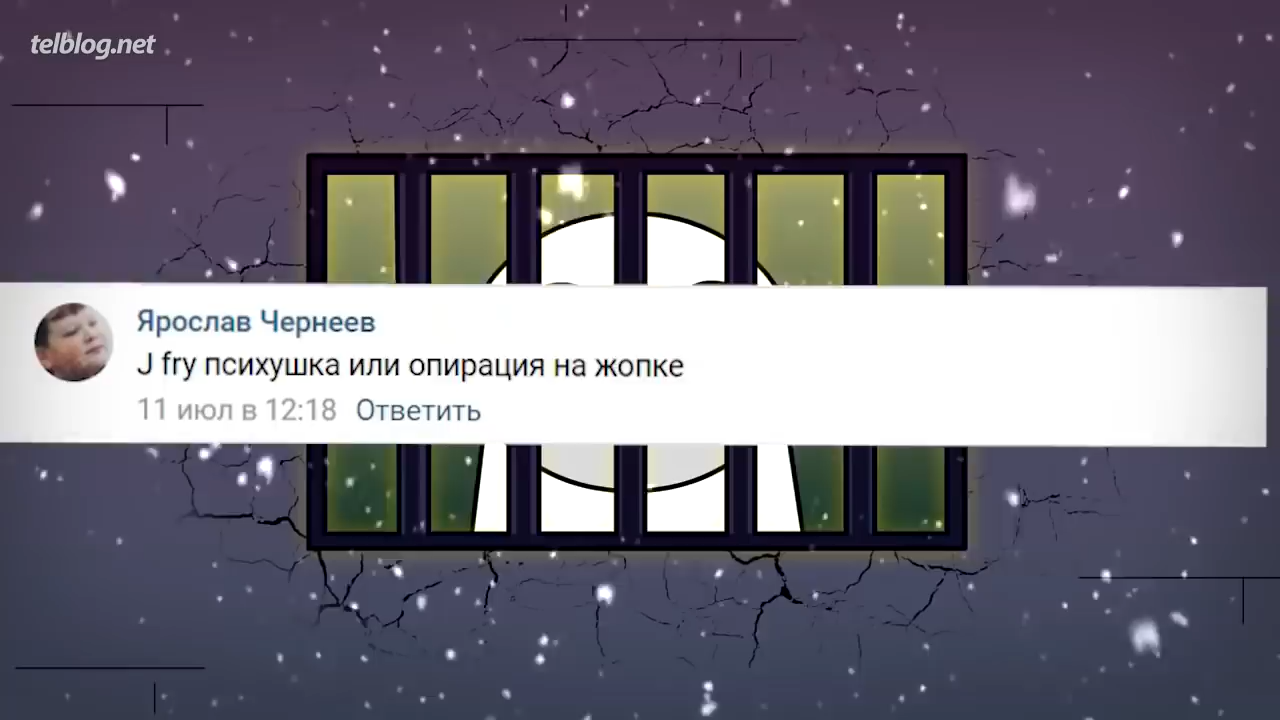 telblog.net
Ярослав Чернеев
J fry психушка или опирация на жопке
11 июл в 12:18 Ответить